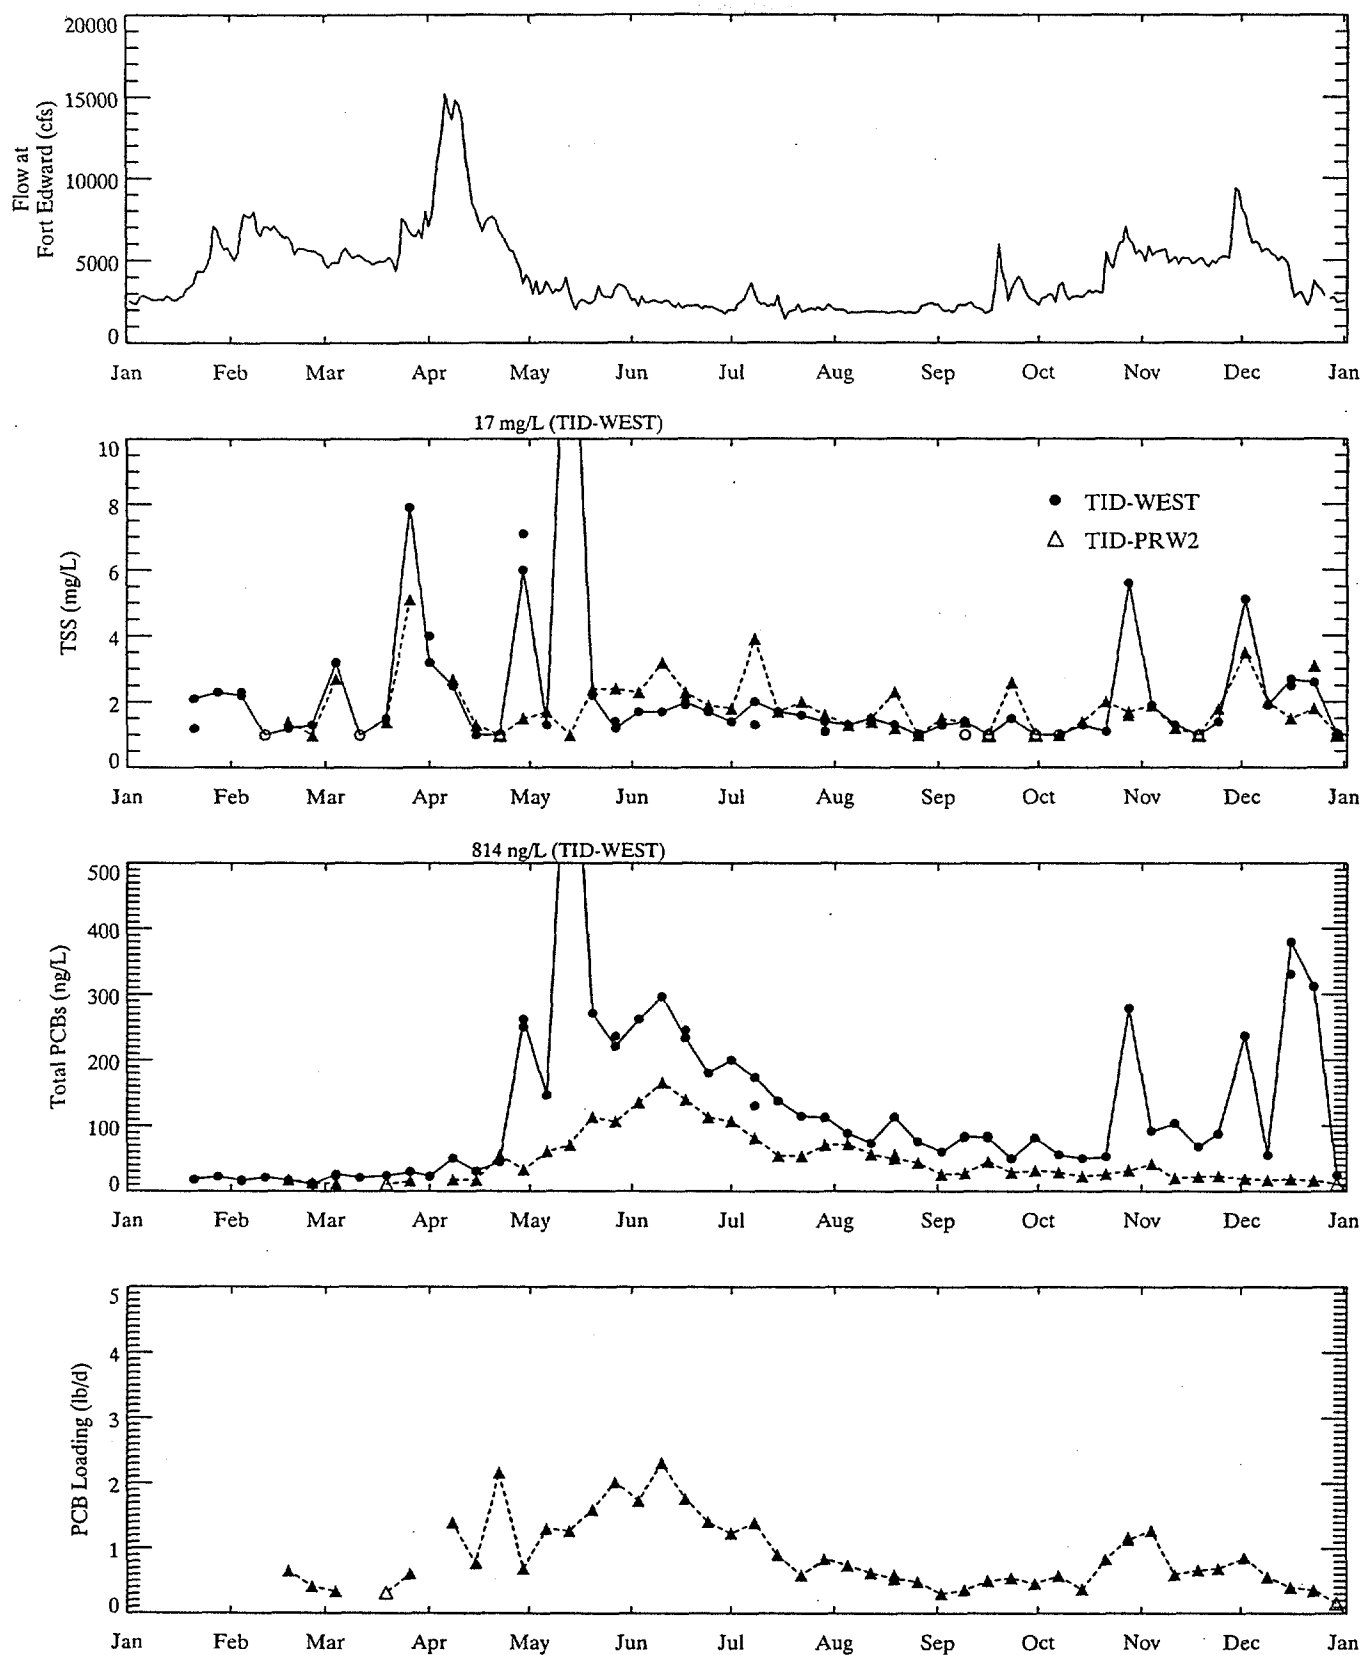 20000
15000
10000
5000
0
Flow at
Fort Edward (cfs)
Jan Feb Mar Apr May Jun Jul Aug Sep Oct Nov Dec Jan
17 mg/L (TID-WEST)
10
8
6
4
2
0
TSS (mg/L)
TID-WEST
TID-PRW2
Jan Feb Mar Apr May Jun Jul Aug Sep Oct Nov Dec Jan
814 ng/L (TID-WEST)
500
400
300
200
100
0
Total PCBs (ng/L)
Jan Feb Mar Apr May Jun Jul Aug Sep Oct Nov Dec Jan
5
4
3
2
1
0
PCB Loading (lb/d)
Jan Feb Mar Apr May Jun Jul Aug Sep Oct Nov Dec Jan